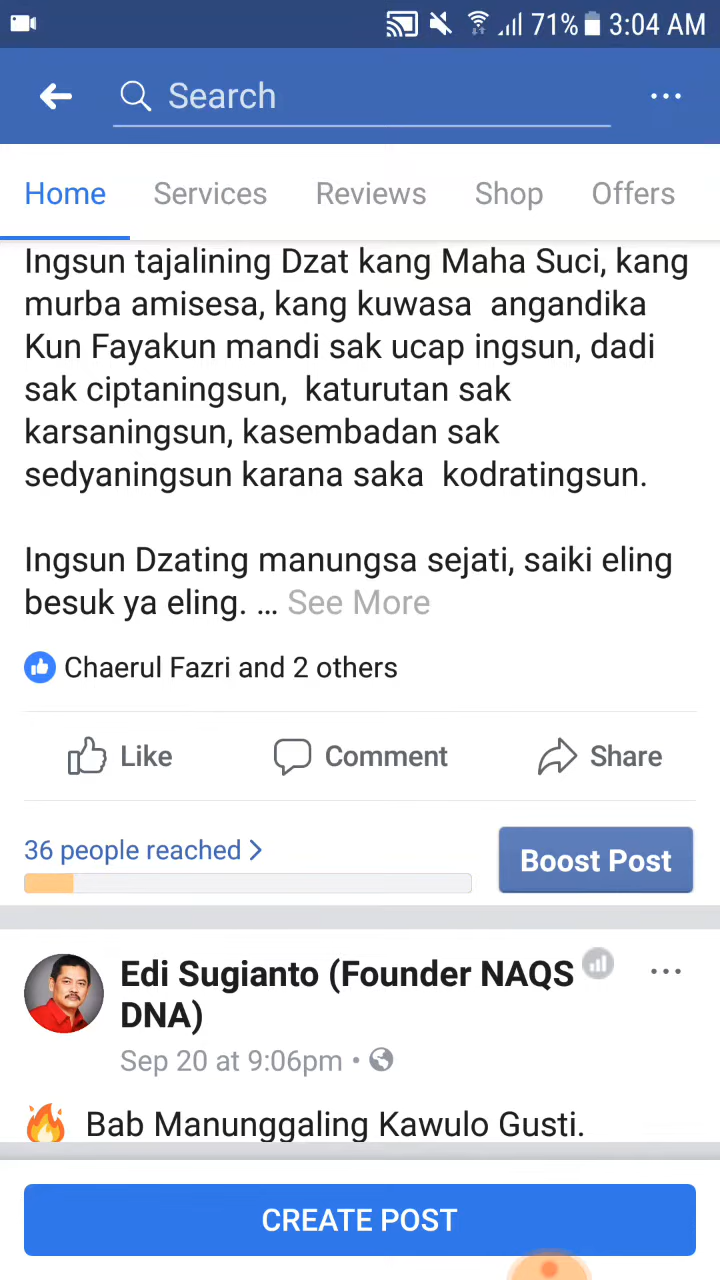 71% 3:04 AM
Search
Home Services Reviews Shop Offers
Ingsun tajalining Dzat kang Maha Suci, kang
murba amisesa, kang kuwasa  angandika
Kun Fayakun mandi sak ucap ingsun, dadi
sak ciptaningsun,  katurutan sak
karsaningsun, kasembadan sak
sedyaningsun karana saka  kodratingsun.
Ingsun Dzating manungsa sejati, saiki eling
besuk ya eling. ... See More
Chaerul Fazri and 2 others
Like Comment Share
36 people reached
Boost Post
Edi Sugianto (Founder NAQS
DNA)
Sep 20 at 9:06pm •
Bab Manunggaling Kawulo Gusti.
CREATE POST